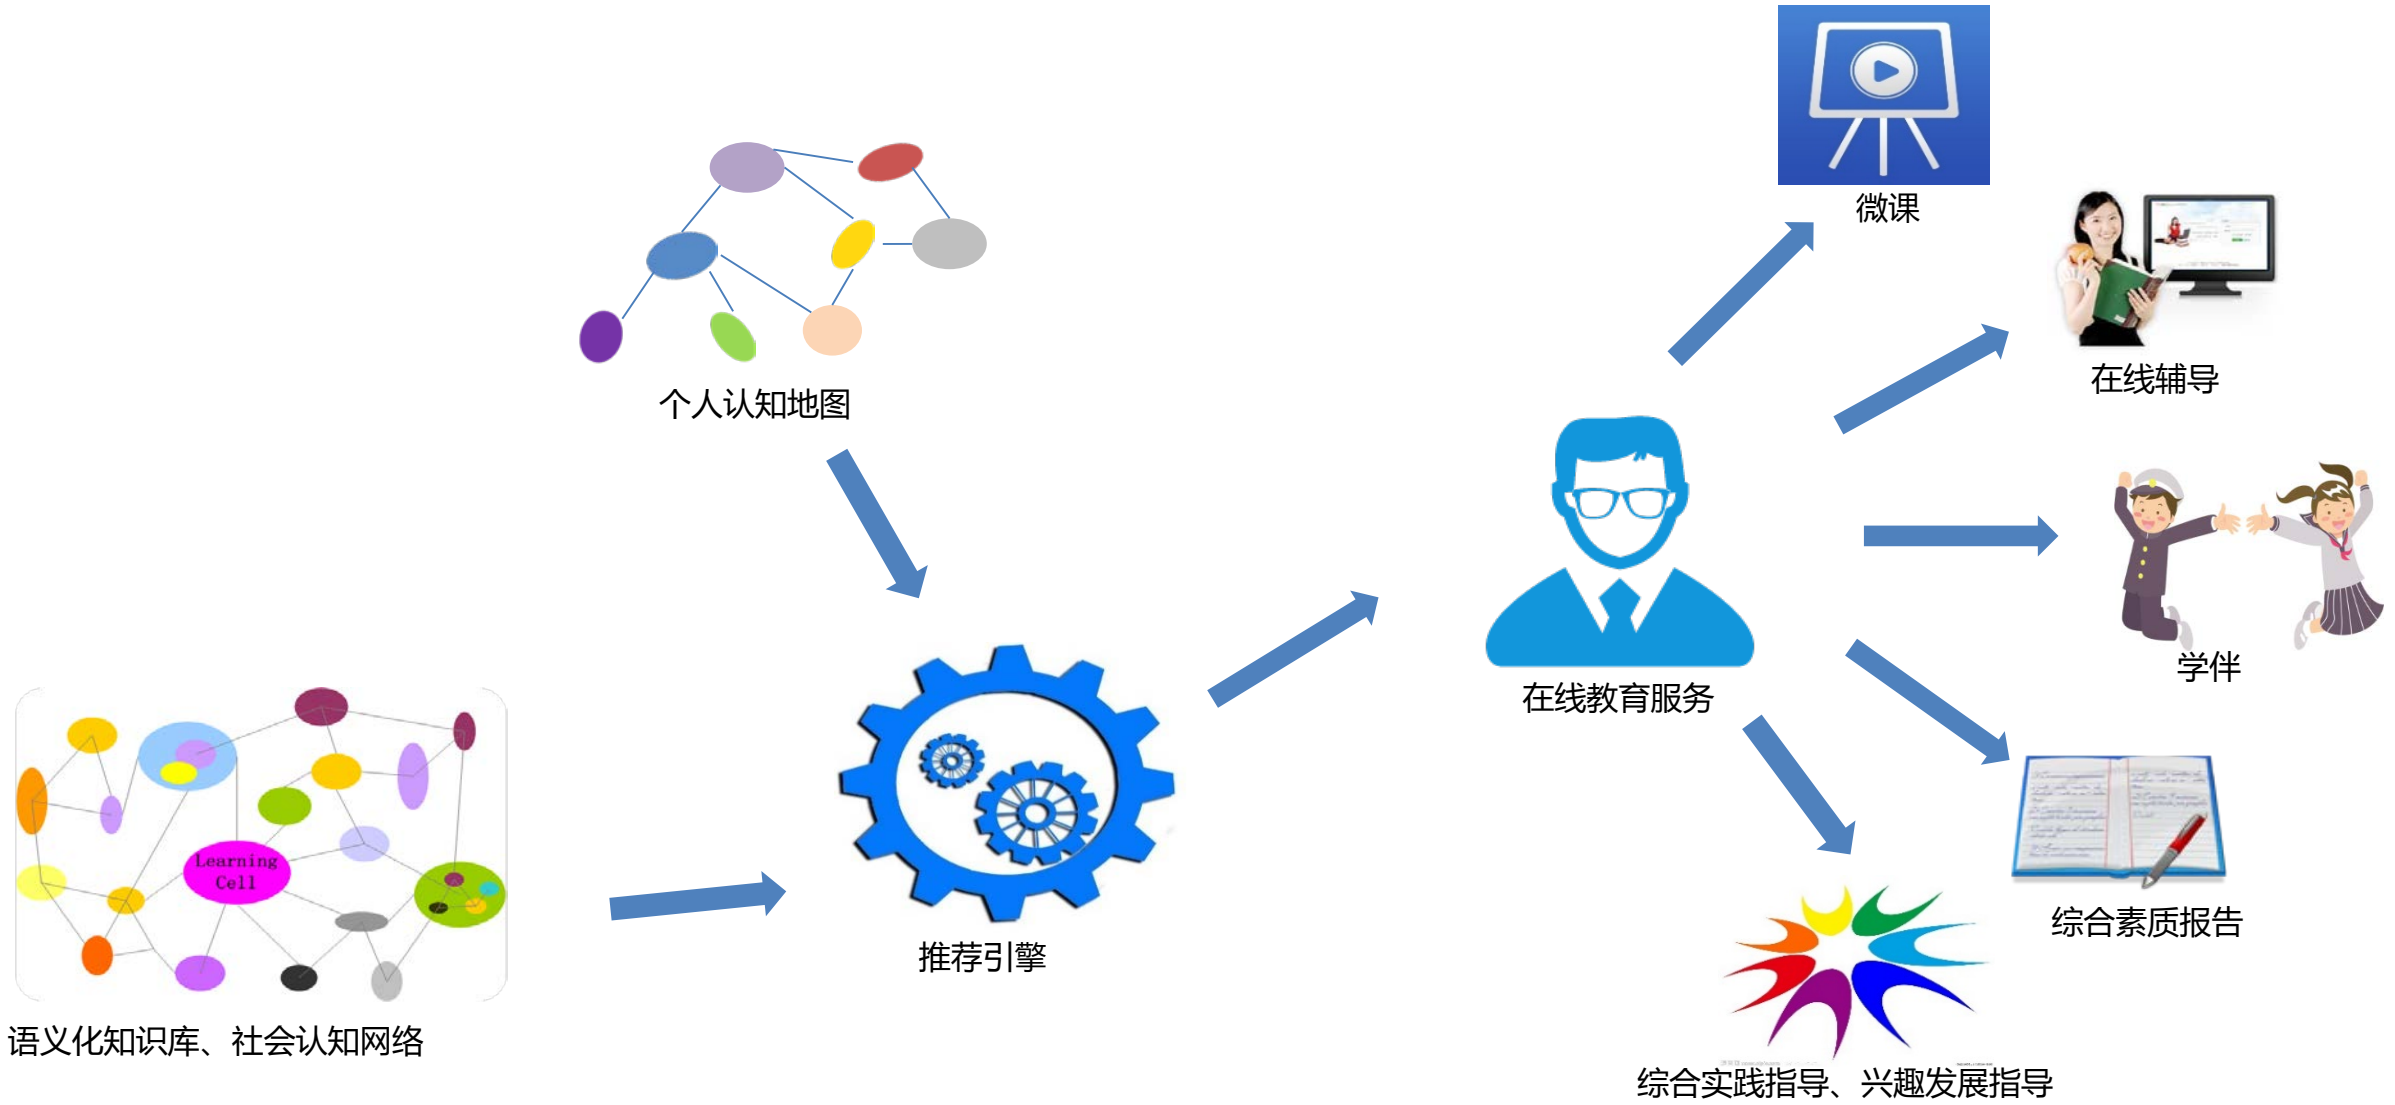 微课
在线辅导
个人认知地图
学伴
在线教育服务
Learning
Cell
综合素质报告
推荐引擎
语义化知识库、社会认知网络
综合实践指导、兴趣发展指导